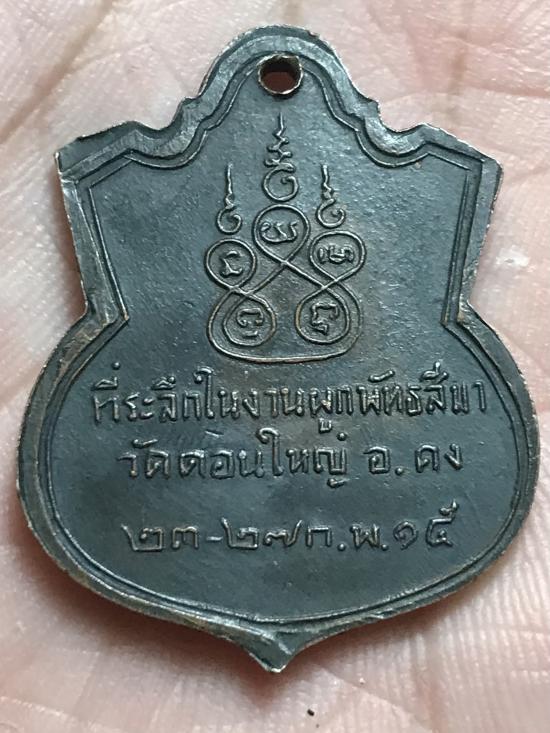 ที่ระลึกในงานผูกพัทธสีมา
วัดดอนใหญ่ อ.คง
๒๓-๒๗ก.พ.๑๕